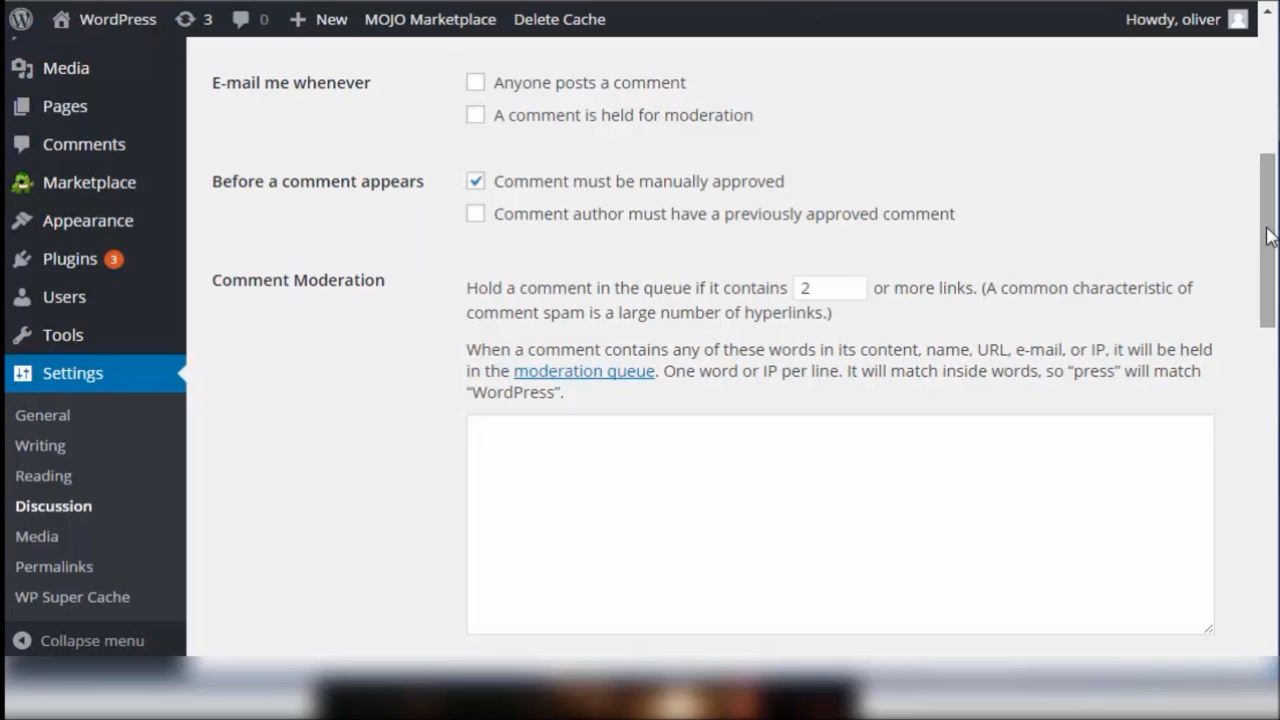 WordPress 3 0 New MOJO Marketplace Delete Cache Howdy, oliver
Media
Pages
Comments
Marketplace
Appearance
Plugins 3
Users
Tools
Settings
General
Writing
Reading
Discussion
Media
Permalinks
WP Super Cache
Collapse menu
E-mail me whenever
Anyone posts a comment
A comment is held for moderation
Before a comment appears
Comment must be manually approved
Comment author must have a previously approved comment
Comment Moderation
Hold a comment in the queue if it contains 2 or more links. (A common characteristic of
comment spam is a large number of hyperlinks.)
When a comment contains any of these words in its content, name, URL, e-mail, or IP, it will be held
in the moderation queue. One word or IP per line. It will match inside words, so “press” will match
“WordPress”.